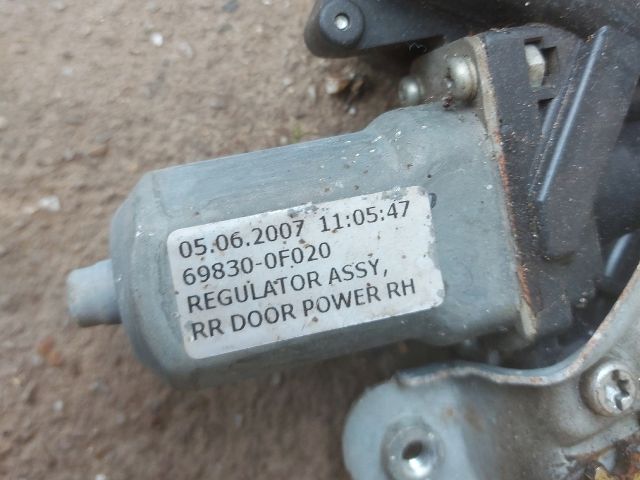 05.06.2007 11:05:47
69830-0F020
REGULATOR ASSY,
RR DOOR POWER RH